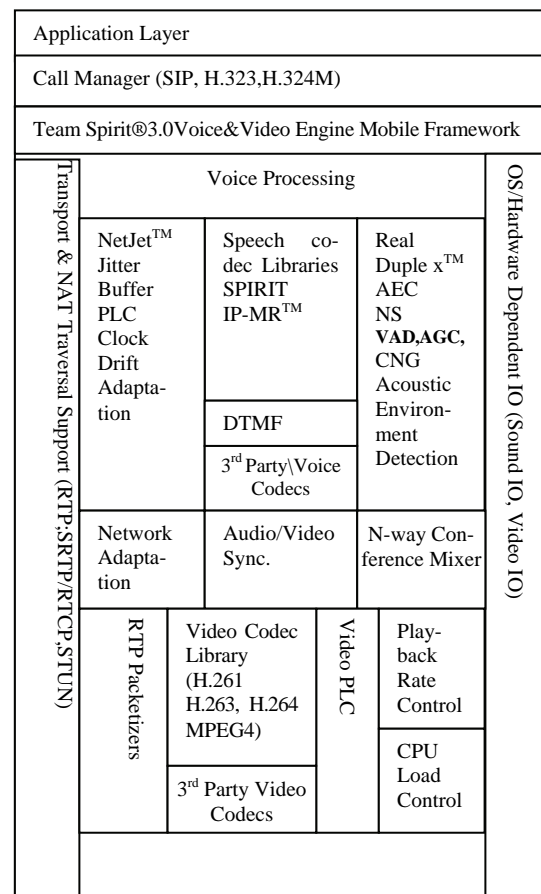 Application Layer
Call Manager (SIP, H.323,H.324M)
Team Spirit®3.0Voice&Video Engine Mobile Framework
Transport & NAT Traversal Support (RTP;SRTP/RTCP,STUN)
Voice Processing
NetJet™
Jitter
Buffer
PLC
Clock
Drift
Adapta-
tion
Speech co-
dec Libraries
SPIRIT
IP-MR™
DTMF
3rd Party\Voice
Codecs
Real
Duple x™
AEC
NS
VAD,AGC,
CNG
Acoustic
Environ-
ment
Detection
Network
Adapta-
tion
Audio/Video
Sync.
N-way Con-
ference Mixer
RTP Packetizers
Video Codec
Library
(H.261
H.263, H.264
MPEG4)
3rd Party Video
Codecs
Video PLC
Play-
back
Rate
Control
CPU
Load
Control
OS/Hardware Dependent IO (Sound IO, Video IO)